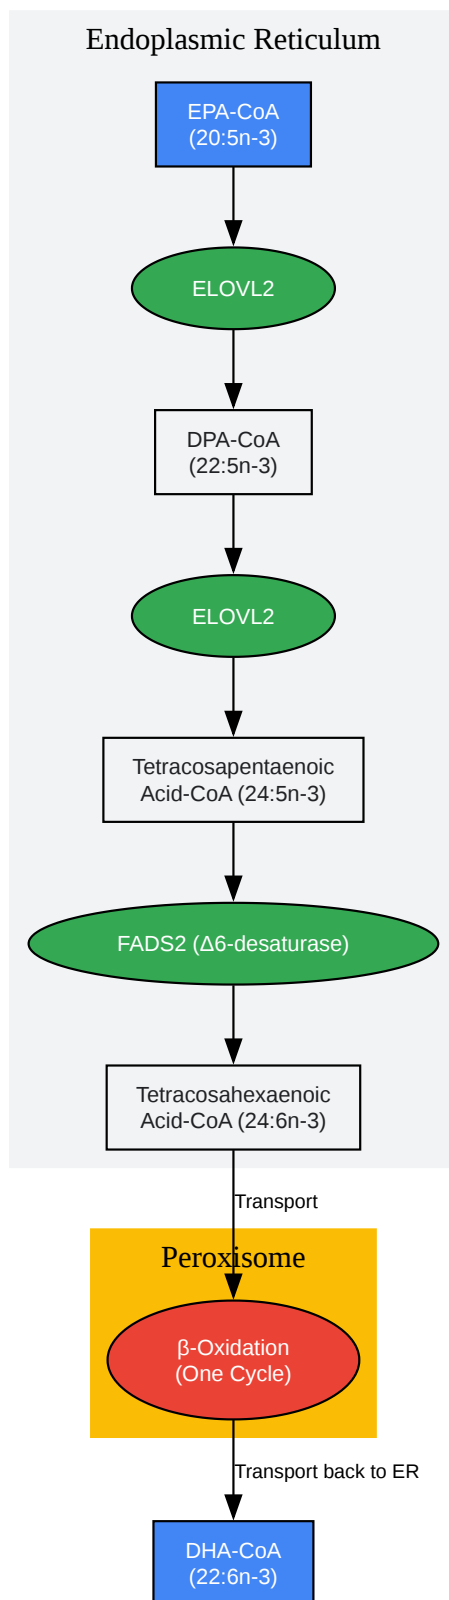 Endoplasmic Reticulum
EPA-CoA
(20:5n-3)
ELOVL2
DPA-CoA
(22:5n-3)
ELOVL2
Tetracosapentaenoic
Acid-CoA (24:5n-3)
FADS2 (Δ6-desaturase)
Tetracosahexaenoic
Acid-CoA (24:6n-3)
Transport
Peroxisome
β-Oxidation
(One Cycle)
Transport back to ER
DHA-CoA
(22:6n-3)